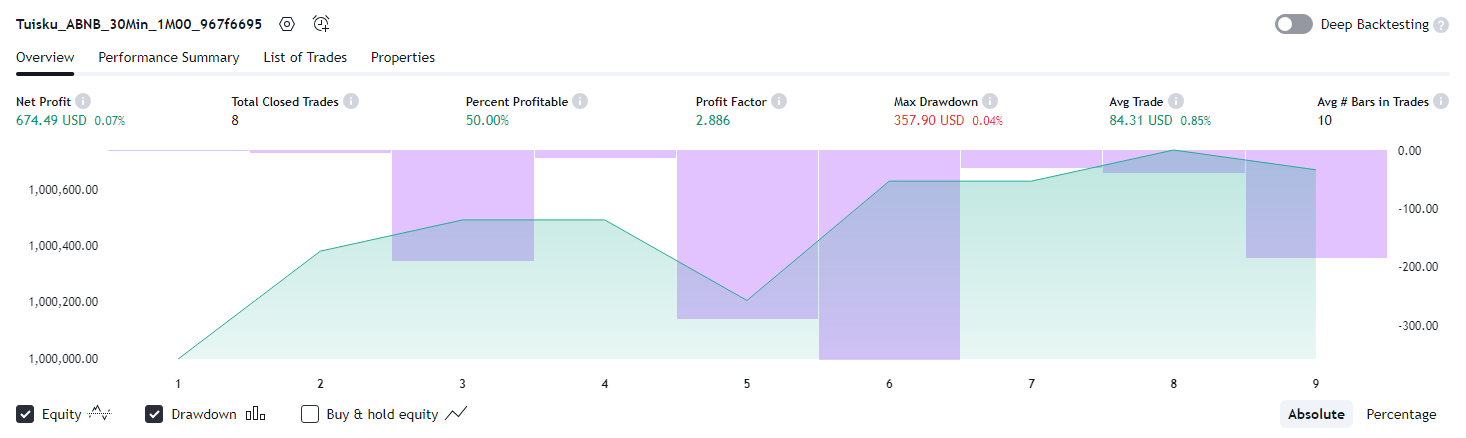 Tuisku_ABNB_30Min_1M00_967f6695 Deep Backtesting ?
Overview Performance Summary List of Trades Properties
Net Profit i Total Closed Trades i Percent Profitable i Profit Factor i Max Drawdown i Avg Trade i Avg # Bars in Trades i
674.49 USD 0.07% 8 50.00% 2.886 357.90 USD 0.04% 84.31 USD 0.85% 10
0.00
1,000,600.00
-100.00
1,000,400.00
-200.00
1,000,200.00
-300.00
1,000,000.00
1 2 3 4 5 6 7 8 9
Equity Drawdown Buy & hold equity Absolute Percentage